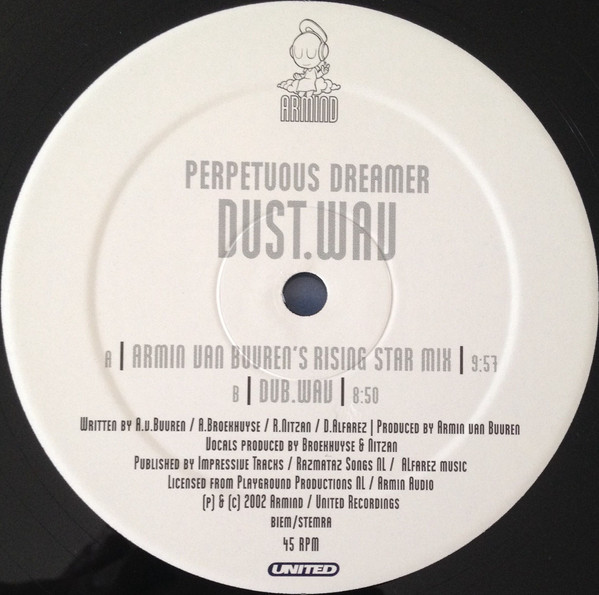 ARMIND
PERPETUOUS DREAMER
DUST.WAV
A | ARMIN VAN BUUREN'S RISING STAR MIX | 9:57
B | DUB.WAV | 8:50
WRITTEN BY A.V.BUUREN / A.BROEKHUYSE / R.NITZAN / D.ALFAREZ | PRODUCED BY ARMIN VAN BUUREN
VOCALS PRODUCED BY BROEKHUYSE & NITZAN
PUBLISHED BY IMPRESSIVE TRACKS / RAZMATAZ SONGS NL / ALFAREZ MUSIC
LICENSED FROM PLAYGROUND PRODUCTIONS NL / ARMIN AUDIO
(P) & (C) 2002 ARMIND / UNITED RECORDINGS
BIEM/STEMRA
45 RPM
UNITED